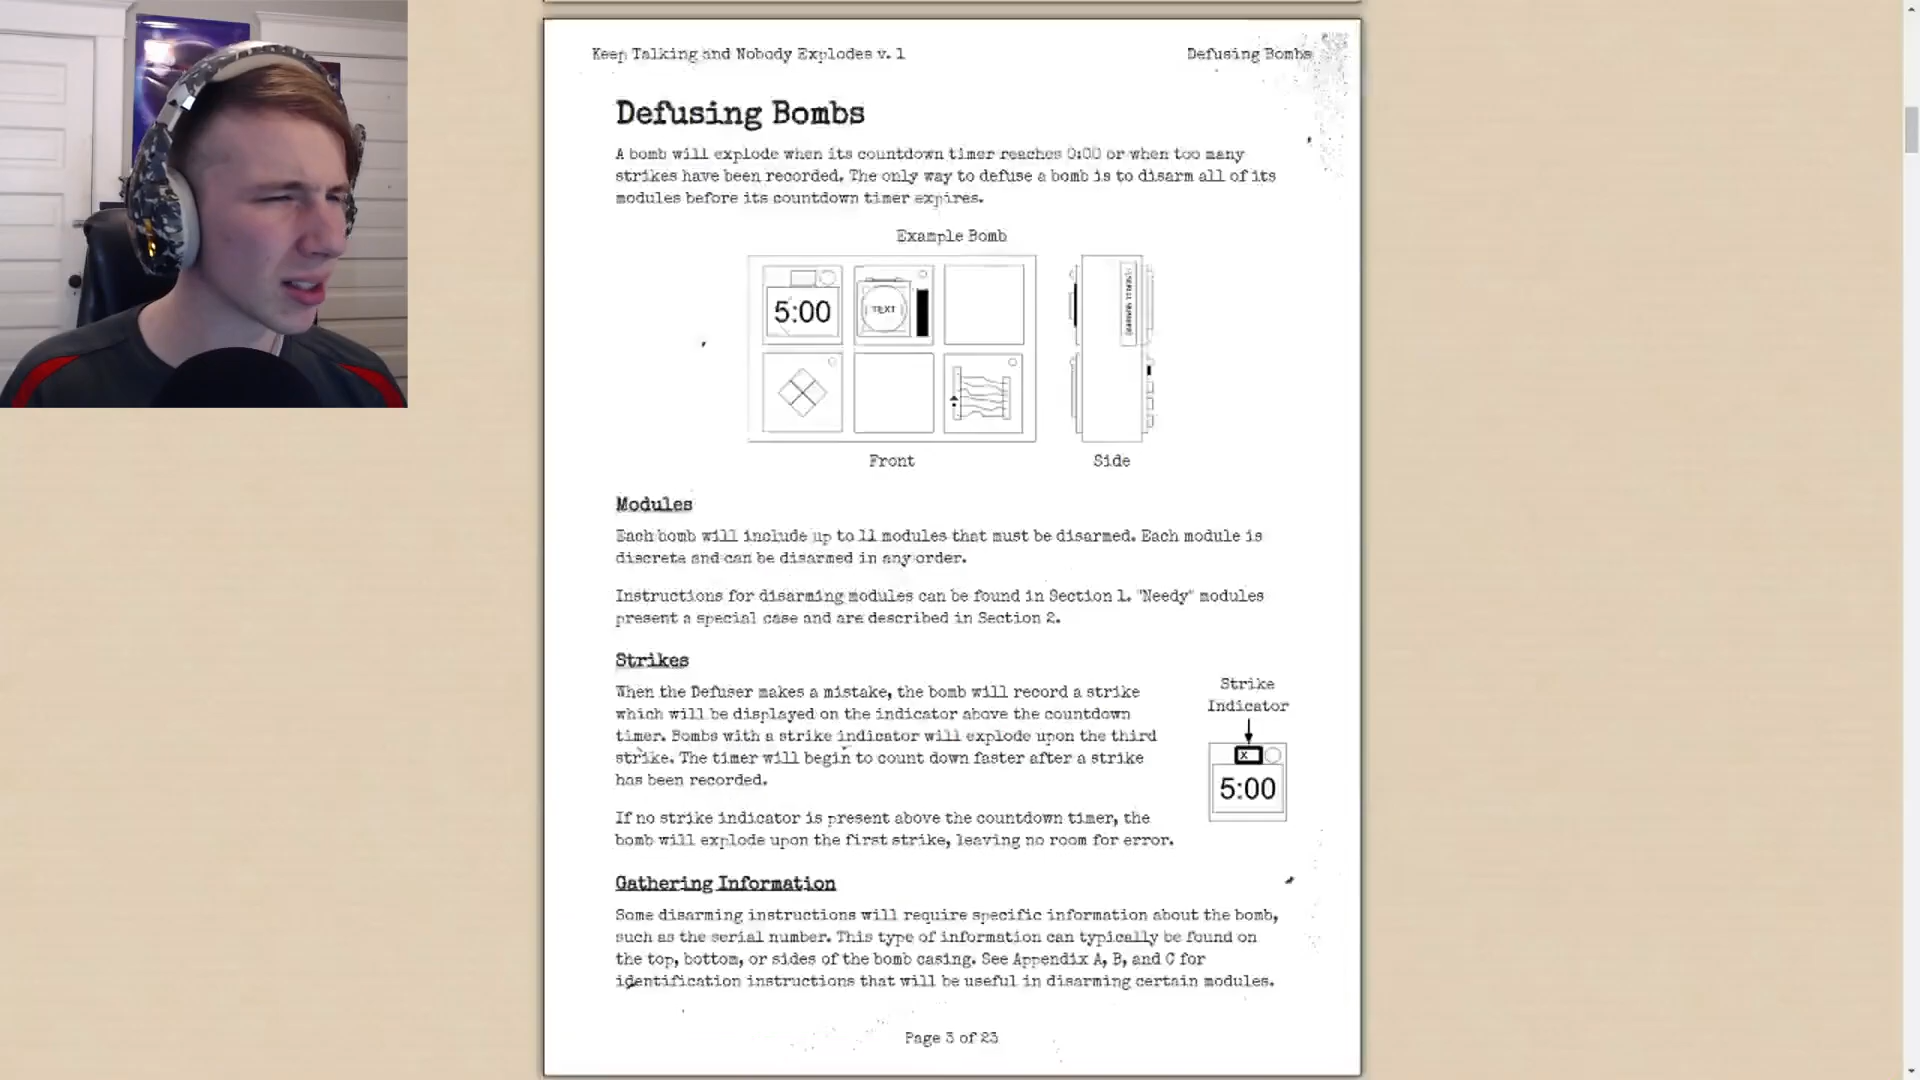 Keep Talking and Nobody Explodes v. 1
Defusing Bombs
Defusing Bombs
A bomb will explode when its countdown timer reaches 0:00 or when too many
strikes have been recorded. The only way to defuse a bomb is to disarm all of its
modules before its countdown timer expires.
Example Bomb
5:00
TEXT
Front
Side
Modules
Each bomb will include up to 11 modules that must be disarmed. Each module is
discrete and can be disarmed in any order.
Instructions for disarming modules can be found in Section 1. "Needy" modules
present a special case and are described in Section 2.
Strikes
When the Defuser makes a mistake, the bomb will record a strike
which will be displayed on the indicator above the countdown
timer. Bombs with a strike indicator will explode upon the third
strike. The timer will begin to count down faster after a strike
has been recorded.
Strike
Indicator
X
5:00
If no strike indicator is present above the countdown timer, the
bomb will explode upon the first strike, leaving no room for error.
Gathering Information
Some disarming instructions will require specific information about the bomb,
such as the serial number. This type of information can typically be found on
the top, bottom, or sides of the bomb casing. See Appendix A, B, and C for
identification instructions that will be useful in disarming certain modules.
Page 3 of 23